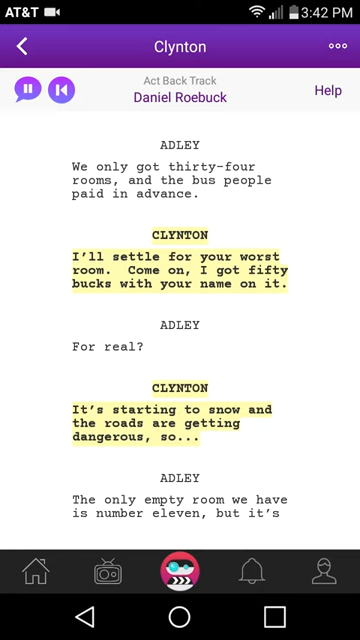 AT&T
3:42 PM
Clynton
Act Back Track
Daniel Roebuck
Help
ADLEY
We only got thirty-four
rooms, and the bus people
paid in advance.
CLYNTON
I'll settle for your worst
room.  Come on, I got fifty
bucks with your name on it.
ADLEY
For real?
CLYNTON
It's starting to snow and
the roads are getting
dangerous, so...
ADLEY
The only empty room we have
is number eleven, but it's